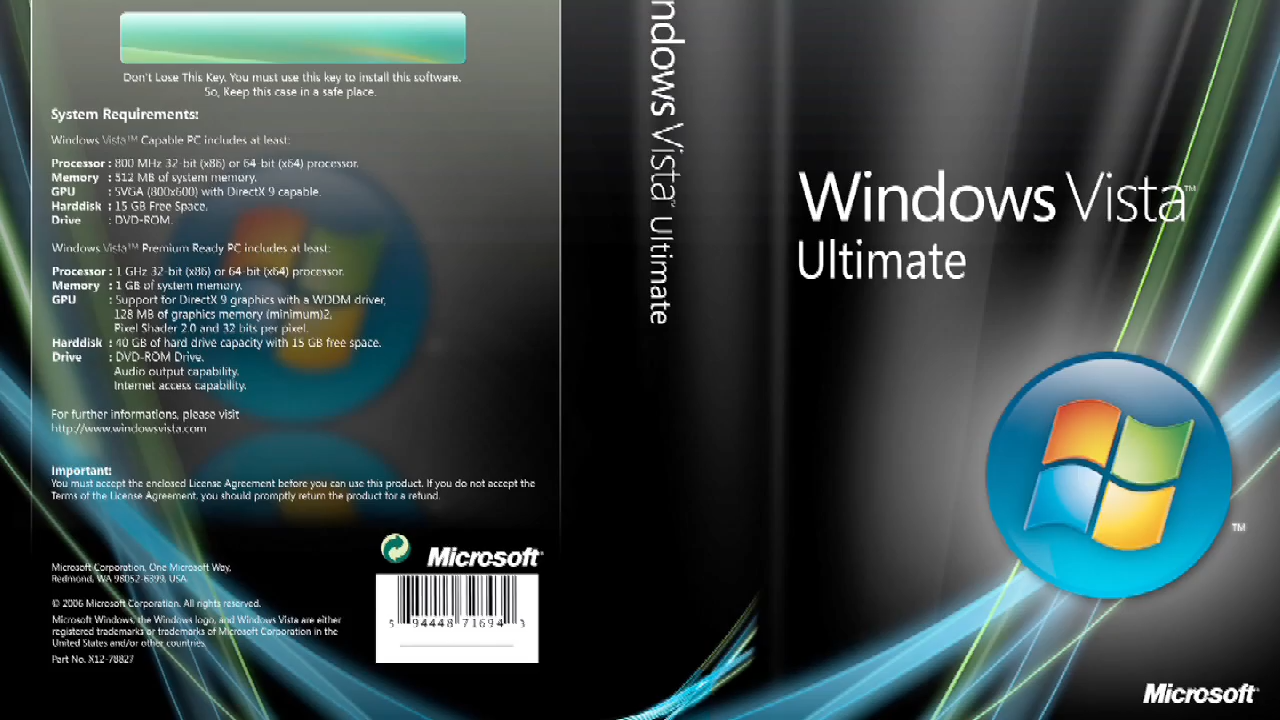 Don't Lose This Key. You must use this key to install this software.
So, Keep this case in a safe place.
System Requirements:
Windows Vista™ Capable PC includes at least:
Processor : 800 MHz 32-bit (x86) or 64-bit (x64) processor.
Memory : 512 MB of system memory.
GPU : SVGA (800x600) with DirectX 9 capable.
Harddisk : 15 GB Free Space.
Drive : DVD-ROM.
Windows Vista™ Premium Ready PC includes at least:
Processor : 1 GHz 32-bit (x86) or 64-bit (x64) processor.
Memory : 1 GB of system memory.
GPU : Support for DirectX 9 graphics with a WDDM driver,
128 MB of graphics memory (minimum)2,
Pixel Shader 2.0 and 32 bits per pixel.
Harddisk : 40 GB of hard drive capacity with 15 GB free space.
Drive : DVD-ROM Drive.
Audio output capability.
Internet access capability.
For further informations, please visit
http://www.windowsvista.com
Important:
You must accept the enclosed License Agreement before you can use this product. If you do not accept the
Terms of the License Agreement, you should promptly return the product for a refund.
Microsoft Corporation, One Microsoft Way,
Redmond, WA 98052-6399, USA.
© 2006 Microsoft Corporation. All rights reserved.
Microsoft Windows, the Windows logo, and Windows Vista are either
registered trademarks or trademarks of Microsoft Corporation in the
United States and/or other countries.
Part No. X12-78827
Microsoft
5 94448 71694 3
ndows Vista™ Ultimate
Windows Vista™
Ultimate
TM
Microsoft